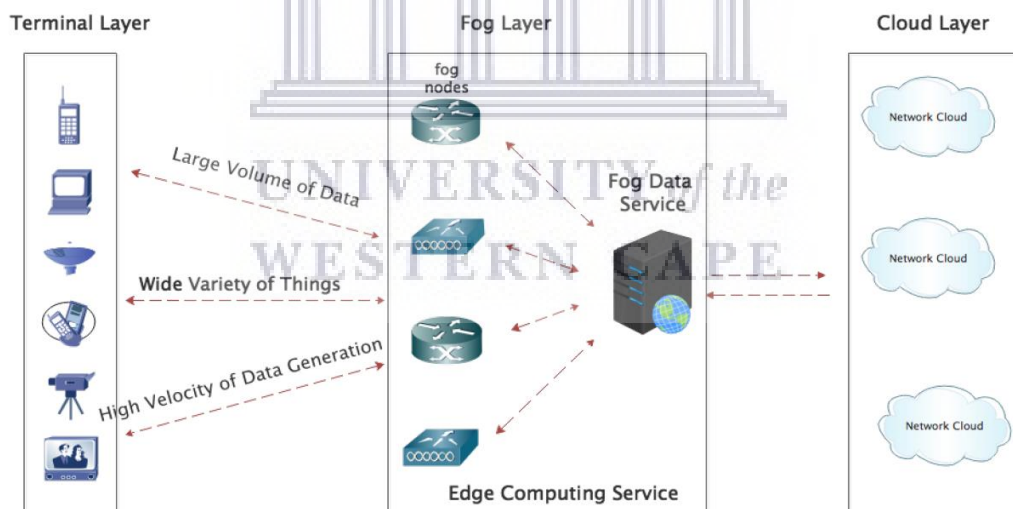 Terminal Layer
Fog Layer
Cloud Layer
fog
nodes
Network Cloud
Large Volume of Data
UNIVERSITY of the
Fog Data
Service
WESTERN CAPE
Network Cloud
Wide Variety of Things
High Velocity of Data Generation
Network Cloud
Edge Computing Service